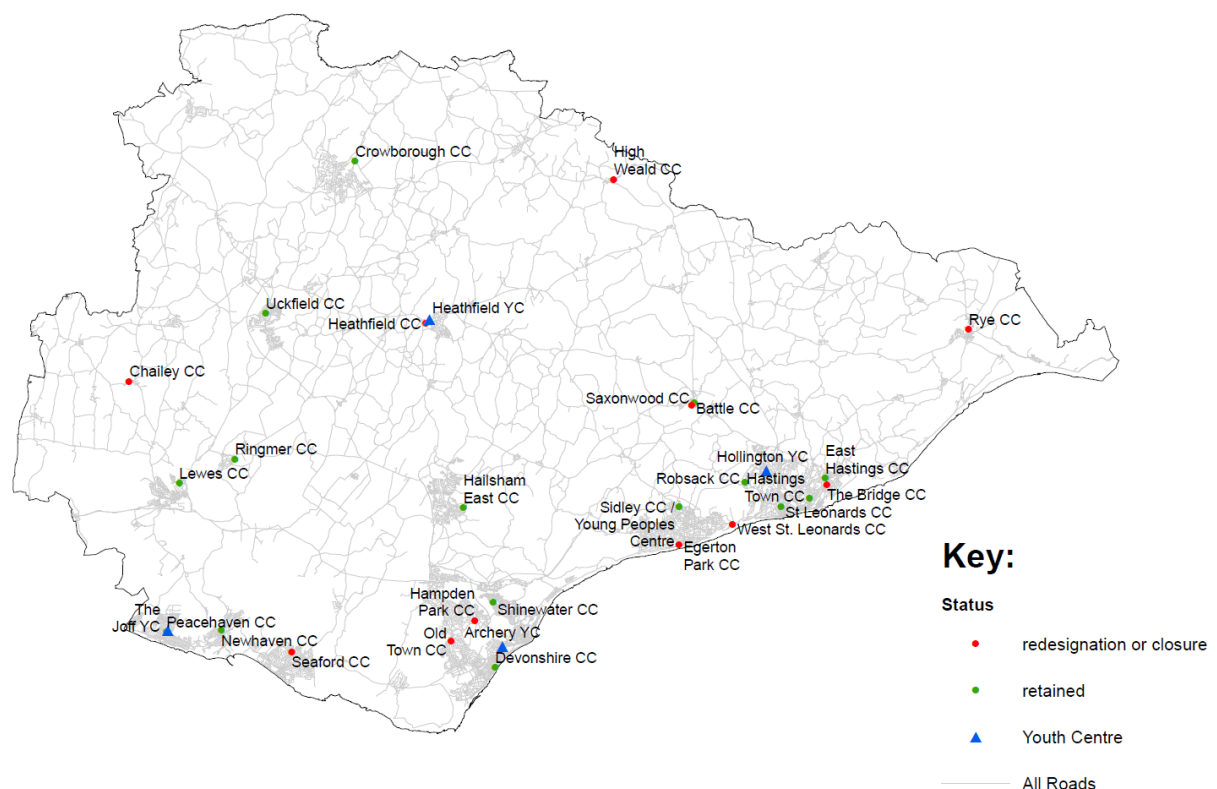 Crowborough CC
High
Weald CC
Uckfield CC
Heathfield YC
Heathfield CC
Rye CC
Chailey CC
Saxonwood CC
Battle CC
Ringmer CC
Lewes CC
Hailsham
East CC
Hollington YC
East
Hastings CC
Robsack CC
Hastings
Town CC
The Bridge CC
St Leonards CC
West St. Leonards CC
Sidley CC /
Young Peoples
Centre
Egerton
Park CC
Hampden
Park CC
Shinewater CC
The
Joff YC
Peacehaven CC
Newhaven CC
Seaford CC
Old
Town CC
Archery YC
Devonshire CC
Key:
Status
redesignation or closure
retained
Youth Centre
All Roads